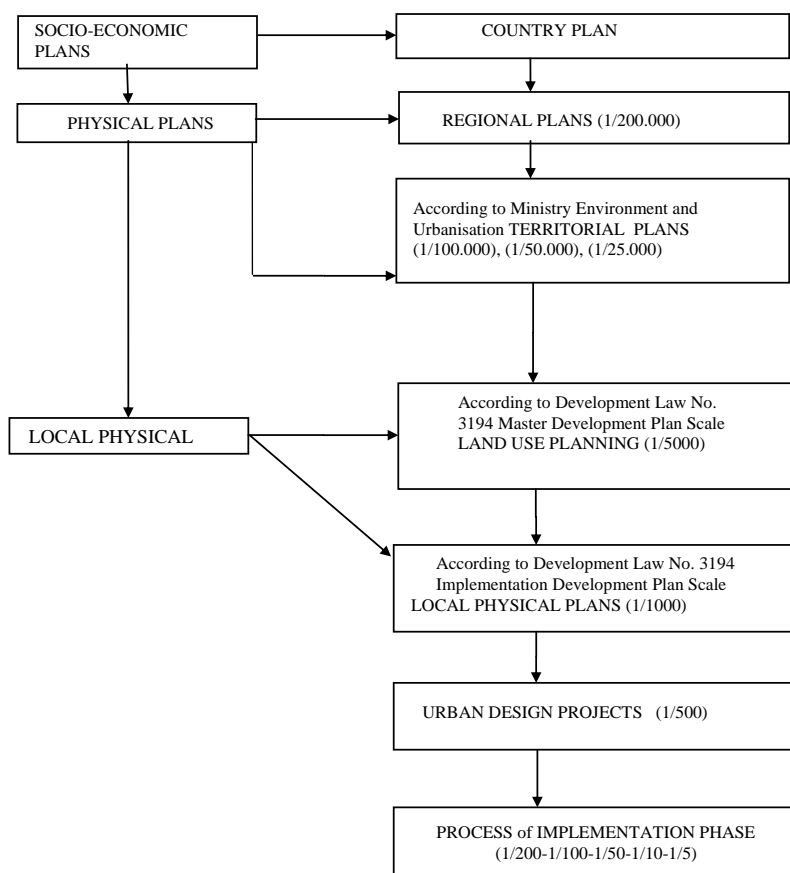 SOCIO-ECONOMIC
PLANS
COUNTRY PLAN
PHYSICAL PLANS
REGIONAL PLANS (1/200.000)
According to Ministry Environment and
Urbanisation TERRITORIAL PLANS
(1/100.000), (1/50.000), (1/25.000)
LOCAL PHYSICAL
According to Development Law No.
3194 Master Development Plan Scale
LAND USE PLANNING (1/5000)
According to Development Law No. 3194
Implementation Development Plan Scale
LOCAL PHYSICAL PLANS (1/1000)
URBAN DESIGN PROJECTS (1/500)
PROCESS of IMPLEMENTATION PHASE
(1/200-1/100-1/50-1/10-1/5)